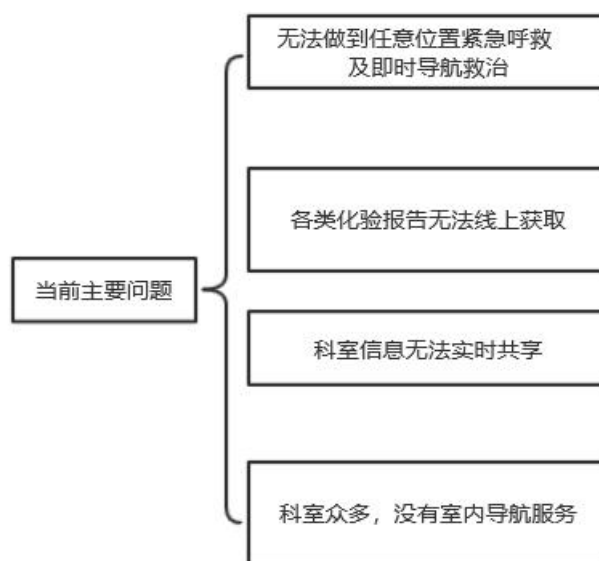 无法做到任意位置紧急呼救
及即时导航救治
各类化验报告无法线上获取
当前主要问题
科室信息无法实时共享
科室众多，没有室内导航服务